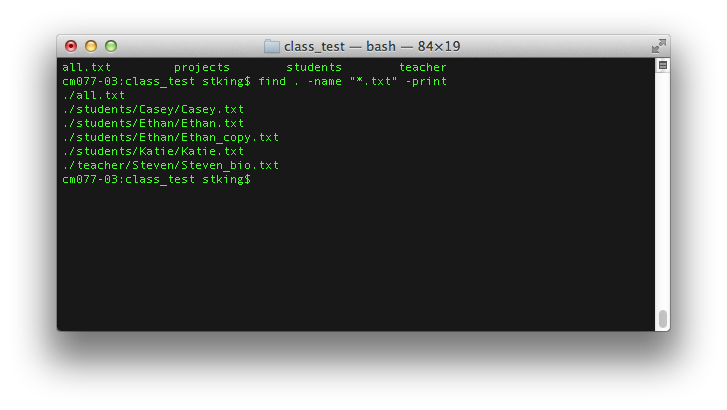 class_test — bash — 84×19
all.txt projects students teacher
cm077-03:class_test stking$ find . -name "*.txt" -print
./all.txt
./students/Casey/Casey.txt
./students/Ethan/Ethan.txt
./students/Ethan/Ethan_copy.txt
./students/Katie/Katie.txt
./teacher/Steven/Steven_bio.txt
cm077-03:class_test stking$